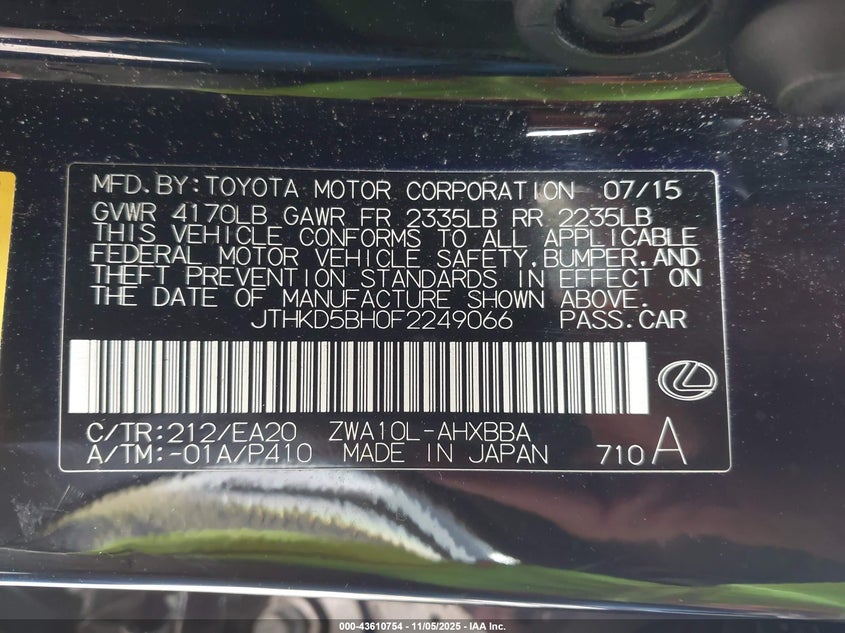 MFD.BY:TOYOTA MOTOR CORPORATION 07/15
GVWR 4170LB GAWR FR 2335LB RR 2235LB
THIS VEHICLE CONFORMS TO ALL APPLICABLE
FEDERAL MOTOR VEHICLE SAFETY,BUMPER,AND
THEFT PREVENTION STANDARDS IN EFFECT ON
THE DATE OF MANUFACTURE SHOWN ABOVE.
JTHKD5BH0F2249066 PASS.CAR
C/TR:212/EA20 ZWA10L-AHXBBA
A/TM:-01A/P410 MADE IN JAPAN 710 A
000-43610754 - 11/05/2025 - IAA Inc.